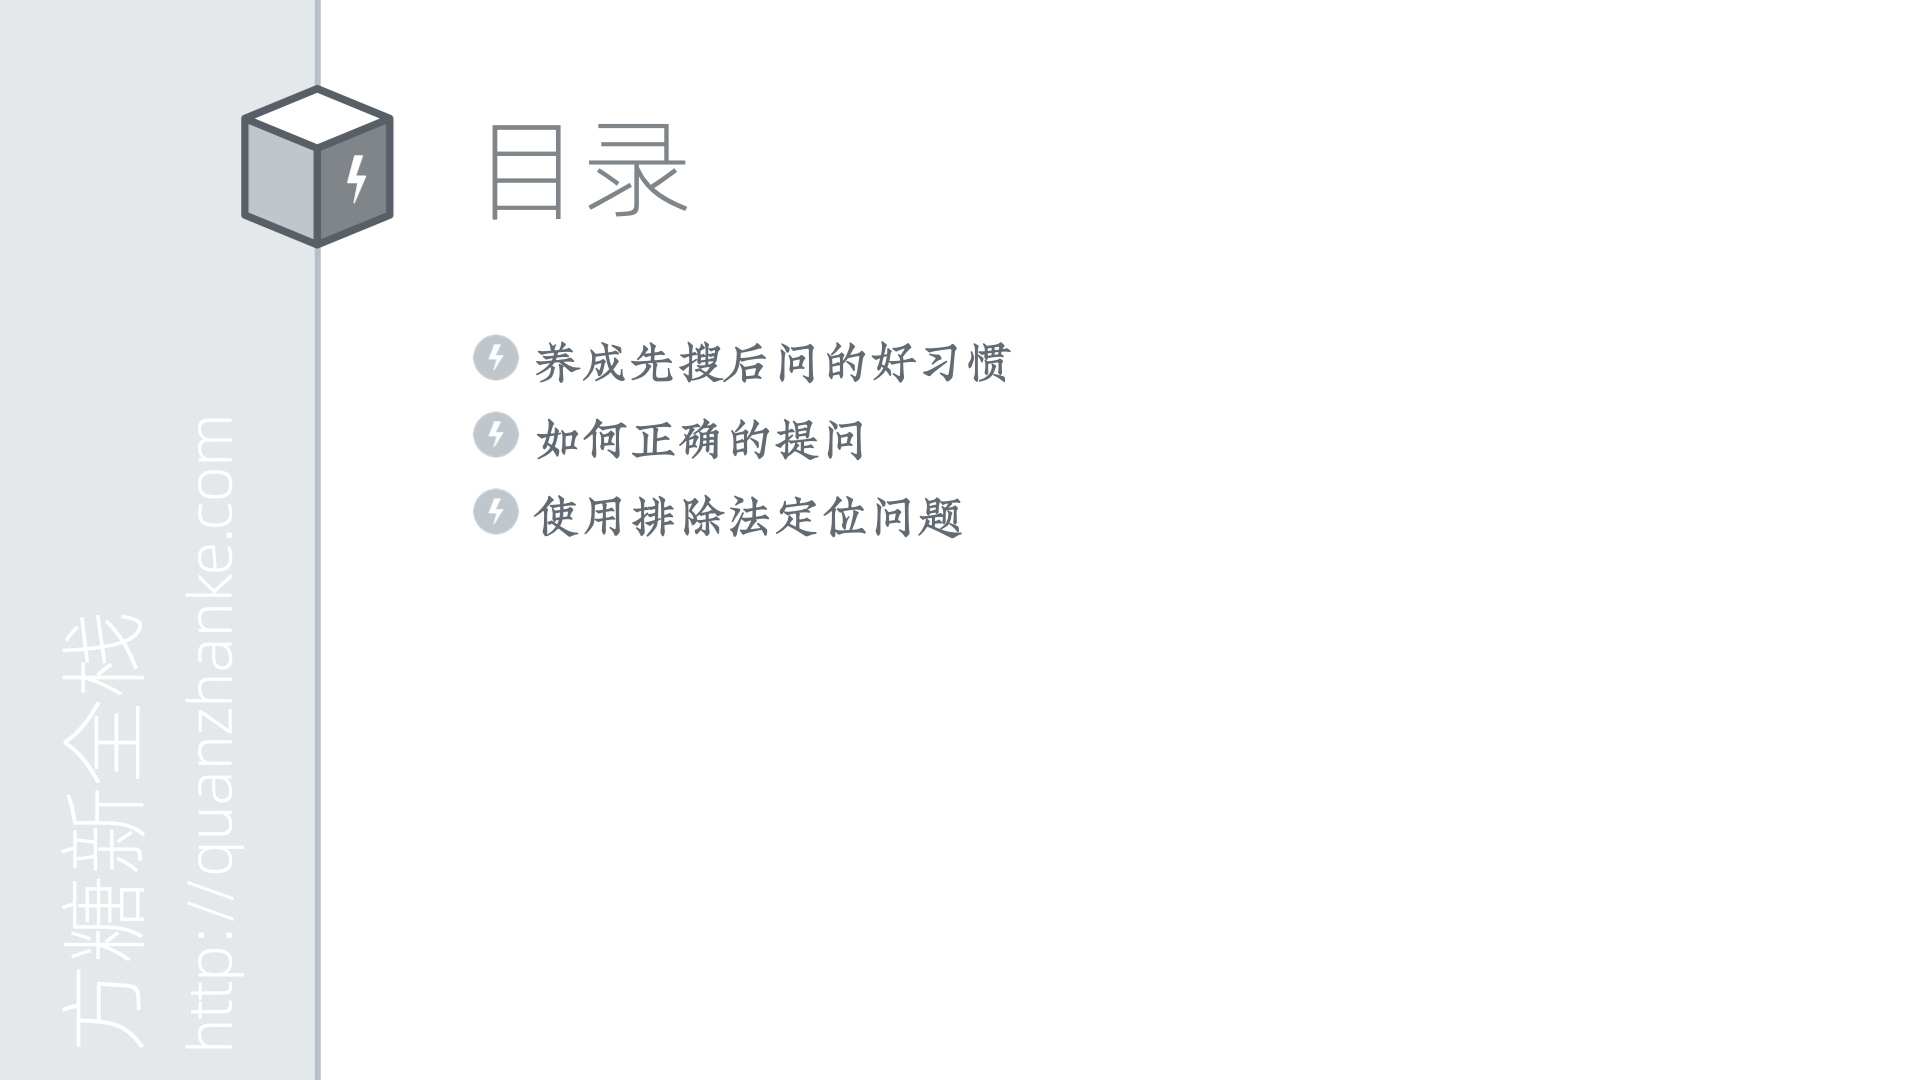 目录
养成先搜后问的好习惯
如何正确的提问
使用排除法定位问题
方糖新全栈
http://quanzhanke.com